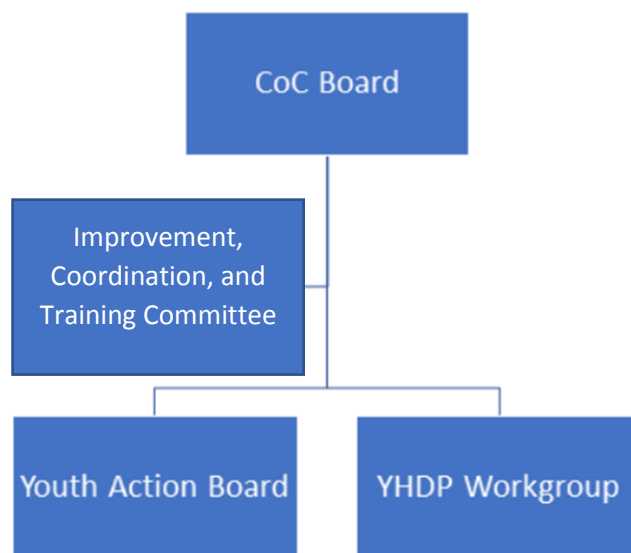 CoC Board
Improvement,
Coordination, and
Training Committee
Youth Action Board
YHDP Workgroup